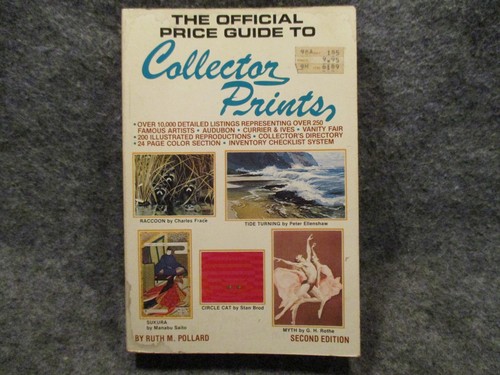 THE OFFICIAL
PRICE GUIDE TO
Collector
Prints
• OVER 10,000 DETAILED LISTINGS REPRESENTING OVER 250
FAMOUS ARTISTS • AUDUBON • CURRIER & IVES • VANITY FAIR
• 200 ILLUSTRATED REPRODUCTIONS • COLLECTOR'S DIRECTORY
• 24 PAGE COLOR SECTION • INVENTORY CHECKLIST SYSTEM
RACCOON by Charles Frace
TIDE TURNING by Peter Ellenshaw
SUKURA
by Manabu Saito
CIRCLE CAT by Stan Brod
MYTH by G. H. Rothe
BY RUTH M. POLLARD
SECOND EDITION